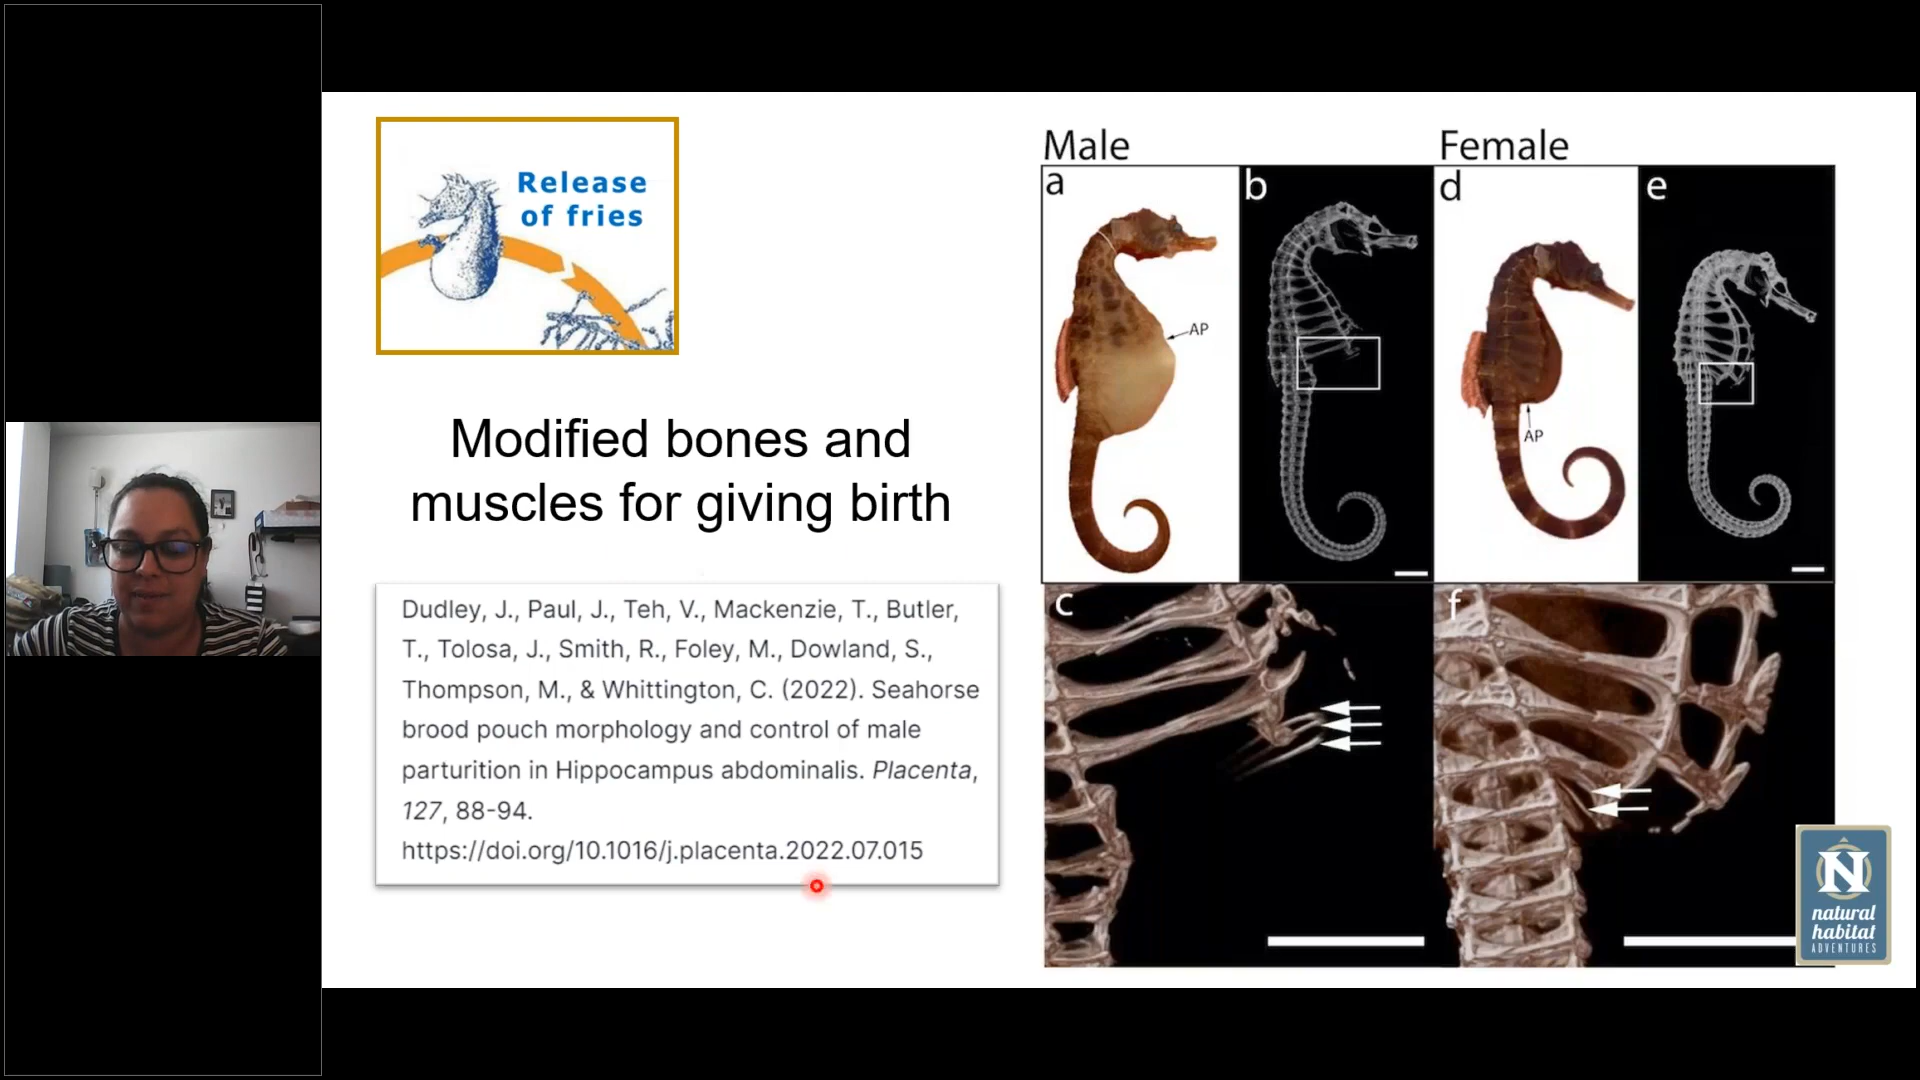 Release
of fries
Modified bones and
muscles for giving birth
Dudley, J., Paul, J., Teh, V., Mackenzie, T., Butler,
T., Tolosa, J., Smith, R., Foley, M., Dowland, S.,
Thompson, M., & Whittington, C. (2022). Seahorse
brood pouch morphology and control of male
parturition in Hippocampus abdominalis. Placenta,
127, 88-94.
https://doi.org/10.1016/j.placenta.2022.07.015
Male
Female
a
b
d
e
AP
AP
c
f
N
natural
habitat
ADVENTURES